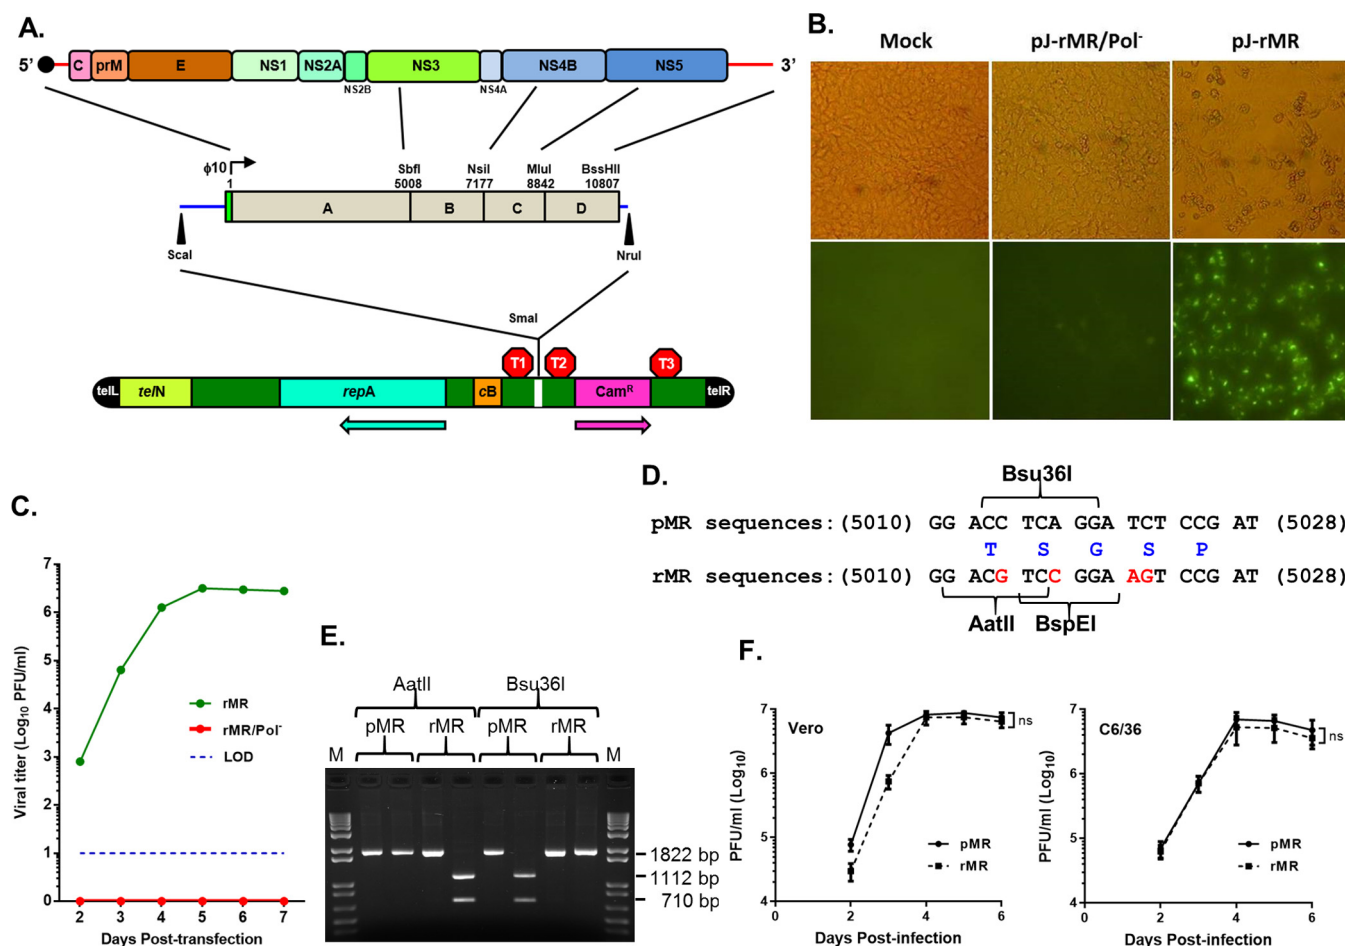 A.
5' C prM E NS1 NS2A NS3 NS4B NS5 3'
NS2B NS4A
ϕ10 SbfI NsiI MluI BssHII
1 5008 7177 8842 10807
A B C D
ScaI NruI
SmaI
T1 T2 T3
telL telN repA cB Cam^R telR
B.
Mock pJ-rMR/Pol⁻ pJ-rMR
C.
Viral titer (Log₁₀ PFU/ml)
7
6
5
4
3
2
1
0
rMR
rMR/Pol⁻
LOD
2 3 4 5 6 7
Days Post-transfection
D.
Bsu36I
pMR sequences:(5010) GG ACC TCA GGA TCT CCG AT (5028)
T S G S P
rMR sequences:(5010) GG ACG TCC GGA AGT CCG AT (5028)
AatII BspEI
E.
AatII Bsu36I
pMR rMR pMR rMR
M M
1822 bp
1112 bp
710 bp
F.
PFU/ml (Log₁₀)
7
6
5
4
Vero
ns
pMR
rMR
0 2 4 6
Days Post-infection
PFU/ml (Log₁₀)
7
6
5
4
C6/36
ns
pMR
rMR
0 2 4 6
Days Post-infection